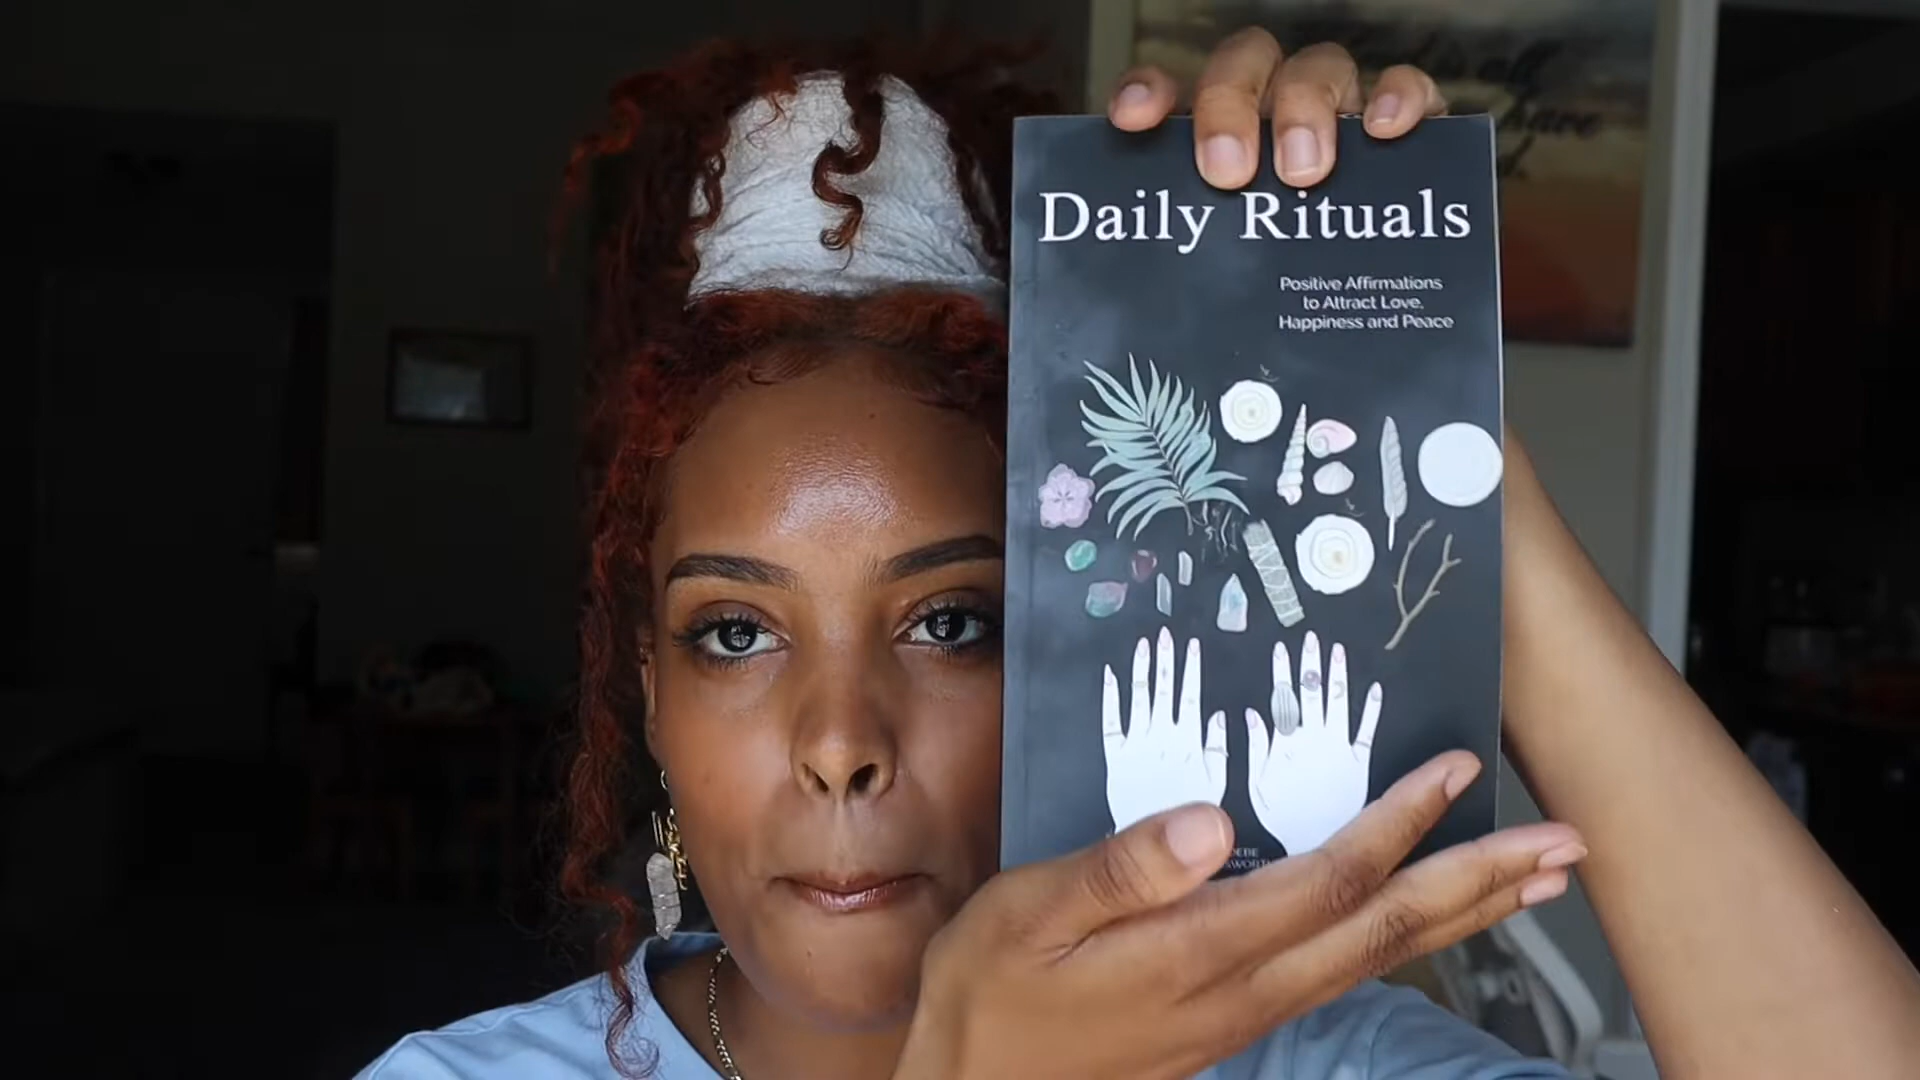 Daily Rituals
Positive Affirmations
to Attract Love,
Happiness and Peace